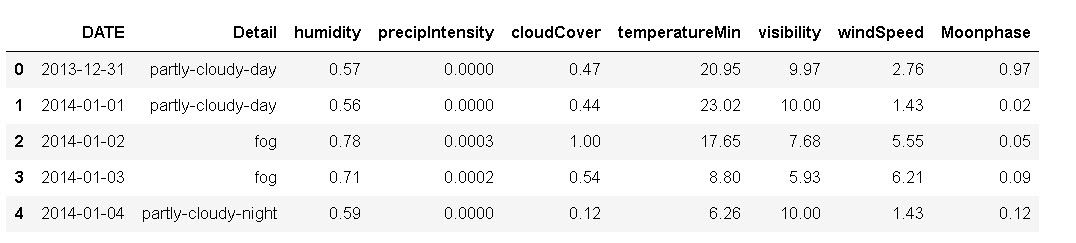 DATE Detail humidity precipIntensity cloudCover temperatureMin visibility windSpeed Moonphase
0 2013-12-31 partly-cloudy-day 0.57 0.0000 0.47 20.95 9.97 2.76 0.97
1 2014-01-01 partly-cloudy-day 0.56 0.0000 0.44 23.02 10.00 1.43 0.02
2 2014-01-02 fog 0.78 0.0003 1.00 17.65 7.68 5.55 0.05
3 2014-01-03 fog 0.71 0.0002 0.54 8.80 5.93 6.21 0.09
4 2014-01-04 partly-cloudy-night 0.59 0.0000 0.12 6.26 10.00 1.43 0.12